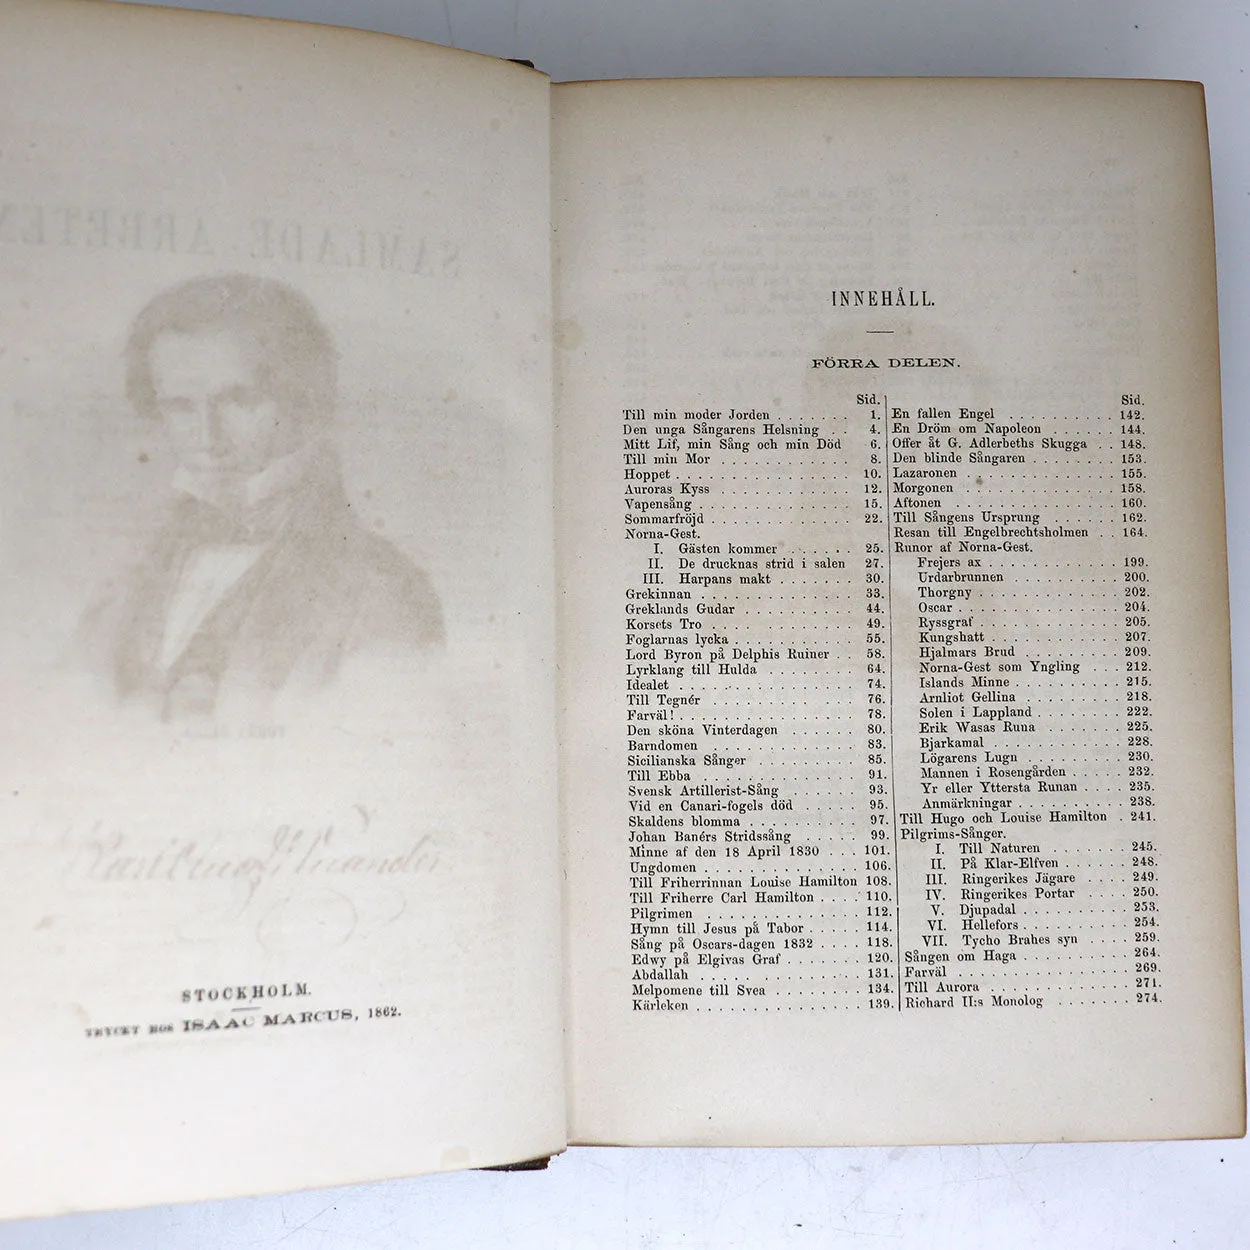 SAMLADE ARBETEN
STOCKHOLM.
TRYCKT HOS ISAAC MARCUS, 1862.
INNEHÅLL.
FÖRRA DELEN.
Sid.
Till min moder Jorden . . . . . . . 1.
Den unga Sångarens Helsning . . 4.
Mitt Lif, min Sång och min Död 6.
Till min Mor . . . . . . . . . . . . 8.
Hoppet . . . . . . . . . . . . . . . . 10.
Auroras Kyss . . . . . . . . . . . . 12.
Vapensång . . . . . . . . . . . . . . 15.
Sommarfröjd . . . . . . . . . . . . . 22.
Norna-Gest.
I. Gästen kommer . . . . . . 25.
II. De drucknas strid i salen 27.
III. Harpans makt . . . . . . . 30.
Grekinnan . . . . . . . . . . . . . . 33.
Greklands Gudar . . . . . . . . . . 44.
Korsets Tro . . . . . . . . . . . . . 49.
Foglarnas lycka . . . . . . . . . . . 55.
Lord Byron på Delphis Ruiner . . 58.
Lyrklang till Hulda . . . . . . . . 64.
Idealet . . . . . . . . . . . . . . . . 74.
Till Tegnér . . . . . . . . . . . . . 76.
Farväl! . . . . . . . . . . . . . . . . 78.
Den sköna Vinterdagen . . . . . . 80.
Barndomen . . . . . . . . . . . . . 83.
Sicilianska Sånger . . . . . . . . . 85.
Till Ebba . . . . . . . . . . . . . . 91.
Svensk Artillerist-Sång . . . . . . 93.
Vid en Canari-fogels död . . . . . 95.
Skaldens blomma . . . . . . . . . . 97.
Johan Banérs Stridssång . . . . . . 99.
Minne af den 18 April 1830 . . . 101.
Ungdomen . . . . . . . . . . . . . . 106.
Till Friherrinnan Louise Hamilton 108.
Till Friherre Carl Hamilton . . . . 110.
Pilgrimen . . . . . . . . . . . . . . 112.
Hymn till Jesus på Tabor . . . . . 114.
Sång på Oscars-dagen 1832 . . . . 118.
Edwy på Elgivas Graf . . . . . . . 120.
Abdallah . . . . . . . . . . . . . . . 131.
Melpomene till Svea . . . . . . . . 134.
Kärleken . . . . . . . . . . . . . . . 139.
Sid.
En fallen Engel . . . . . . . . . . 142.
En Dröm om Napoleon . . . . . . . 144.
Offer åt G. Adlerbeths Skugga . . 148.
Den blinde Sångaren . . . . . . . . 153.
Lazaronen . . . . . . . . . . . . . . 155.
Morgonen . . . . . . . . . . . . . . 158.
Aftonen . . . . . . . . . . . . . . . 160.
Till Sångens Ursprung . . . . . . 162.
Resan till Engelbrechtsholmen . . 164.
Runor af Norna-Gest.
Frejers ax . . . . . . . . . . . . 199.
Urdarbrunnen . . . . . . . . . . 200.
Thorgny . . . . . . . . . . . . . 202.
Oscar . . . . . . . . . . . . . . . 204.
Ryssgraf . . . . . . . . . . . . . 205.
Kungshatt . . . . . . . . . . . . 207.
Hjalmars Brud . . . . . . . . . 209.
Norna-Gest som Yngling . . . 212.
Islands Minne . . . . . . . . . . 215.
Arnliot Gellina . . . . . . . . . 218.
Solen i Lappland . . . . . . . . 222.
Erik Wasas Runa . . . . . . . . 225.
Bjarkamal . . . . . . . . . . . . 228.
Lögarens Lugn . . . . . . . . . 230.
Mannen i Rosengården . . . . . 232.
Yr eller Yttersta Runan . . . . 235.
Anmärkningar . . . . . . . . . . 238.
Till Hugo och Louise Hamilton . 241.
Pilgrims-Sånger.
I. Till Naturen . . . . . . . . 245.
II. På Klar-Elfven . . . . . . . 248.
III. Ringerikes Jägare . . . . . 249.
IV. Ringerikes Portar . . . . . 250.
V. Djupadal . . . . . . . . . . 253.
VI. Hellefors . . . . . . . . . . 254.
VII. Tycho Brahes syn . . . . 259.
Sången om Haga . . . . . . . . . . 264.
Farväl . . . . . . . . . . . . . . . . 269.
Till Aurora . . . . . . . . . . . . . 271.
Richard II:s Monolog . . . . . . . 274.